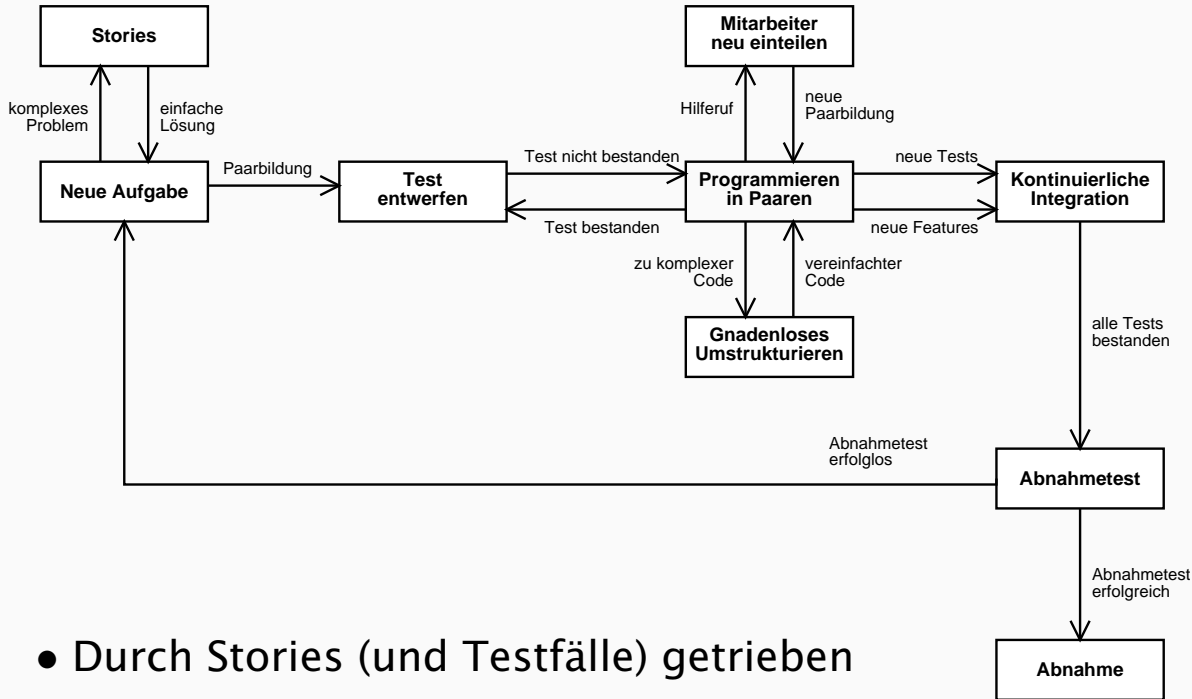 Stories
Mitarbeiter
neu einteilen
komplexes
Problem
einfache
Lösung
Hilferuf
neue
Paarbildung
Neue Aufgabe
Paarbildung
Test
entwerfen
Test nicht bestanden
Test bestanden
Programmieren
in Paaren
neue Tests
neue Features
Kontinuierliche
Integration
zu komplexer
Code
vereinfachter
Code
Gnadenloses
Umstrukturieren
alle Tests
bestanden
Abnahmetest
erfolglos
Abnahmetest
Abnahmetest
erfolgreich
Abnahme
• Durch Stories (und Testfälle) getrieben